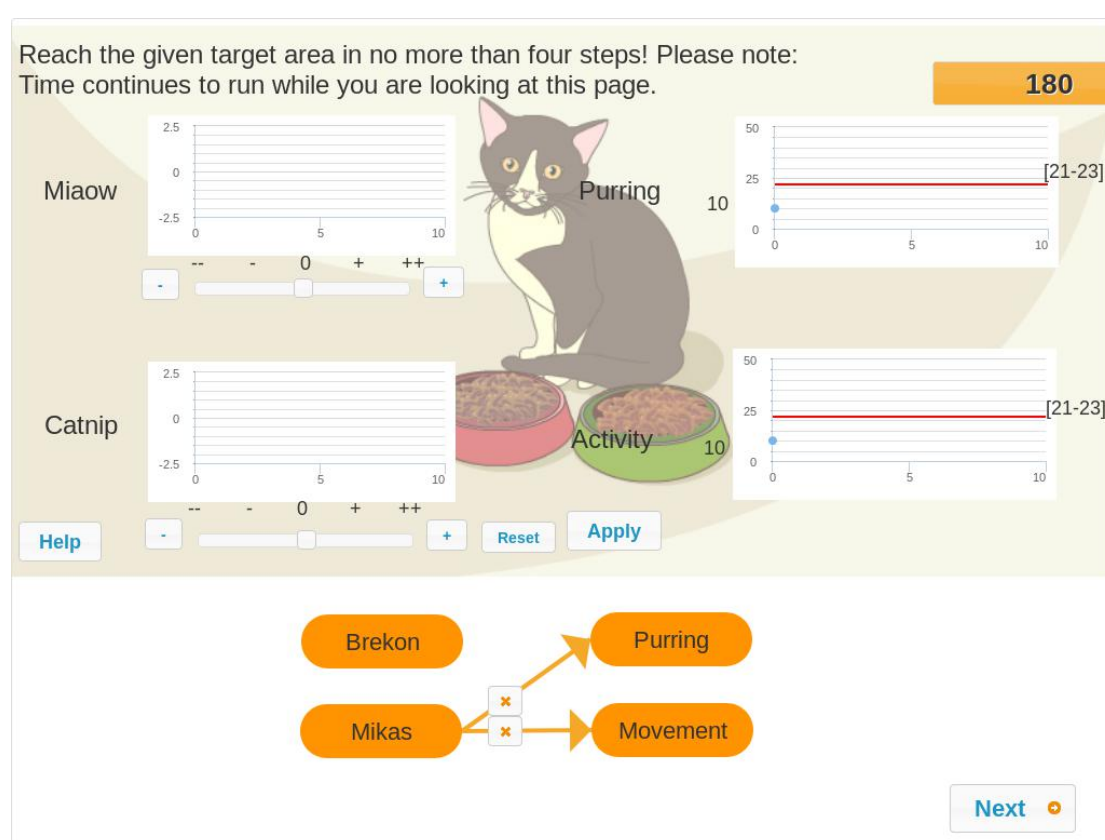 Reach the given target area in no more than four steps! Please note:
Time continues to run while you are looking at this page.
180
Miaow
2.5
0
-2.5
0 5 10
-- - 0 + ++
- +
Purring
10
50
25
0
0 5 10
[21-23]
Catnip
2.5
0
-2.5
0 5 10
-- - 0 + ++
- +
Activity
10
50
25
0
0 5 10
[21-23]
Help
Reset
Apply
Brekon
Purring
Mikas
Movement
Next